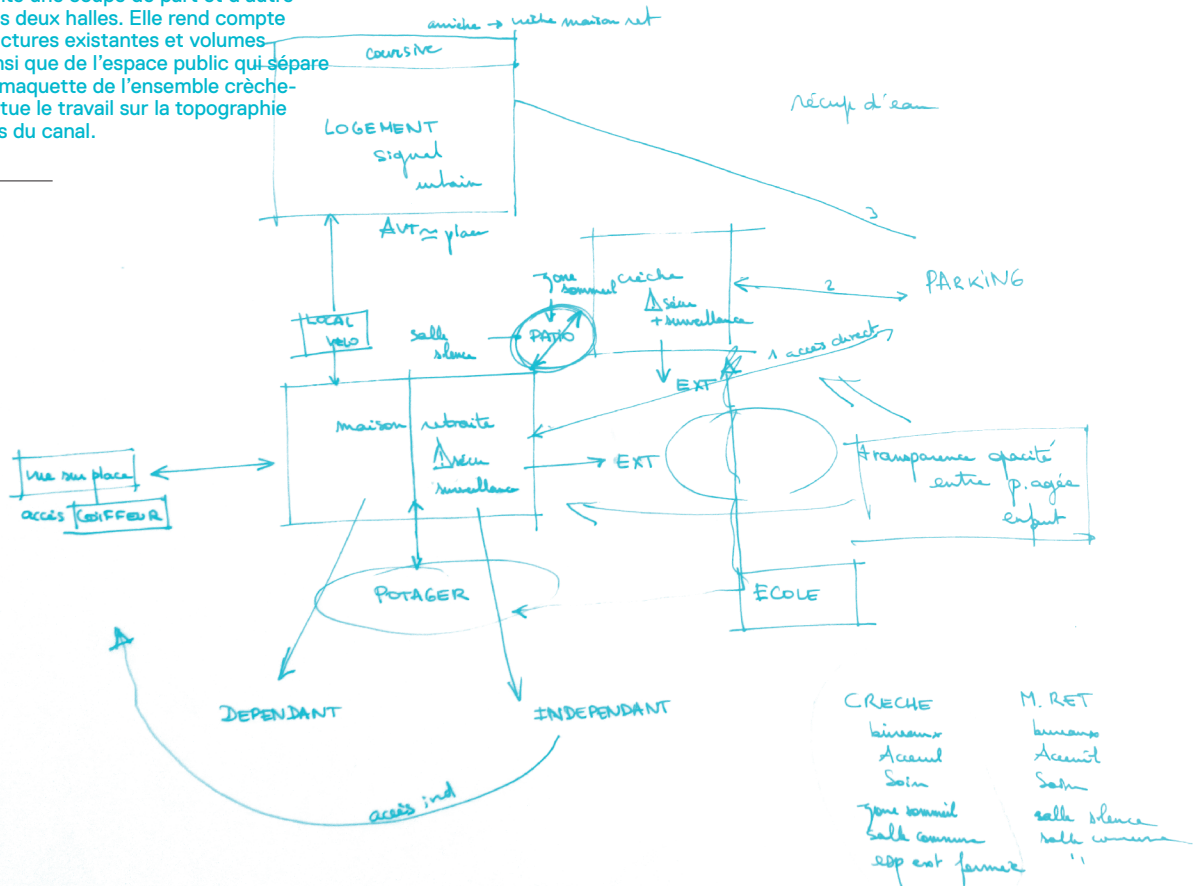 te une coupe de part et d'autre
s deux halles. Elle rend compte
ctures existantes et volumes
nsi que de l'espace public qui sépare
maquette de l'ensemble crèche-
tue le travail sur la topographie
s du canal.
→ maison ret
coursive
récup d'eau
LOGEMENT
signal
urbain
AVT ≃ place
3
zone
sommeil
crèche
⚠ sécu
+ surveillance
2
PARKING
LOCAL
VELO
salle
silence
PATIO
1 accès direct
EXT
maison retraite
⚠ sécu
surveillance
EXT
transparence opacité
entre p. agée
enfant
vue sur place
accès COIFFEUR
POTAGER
ECOLE
DEPENDANT
INDEPENDANT
accès ind
CRECHE
bureaux
Accueil
Soin
zone sommeil
salle commune
esp ext fermée
M. RET
bureaux
Accueil
Soin
salle silence
salle commune
''